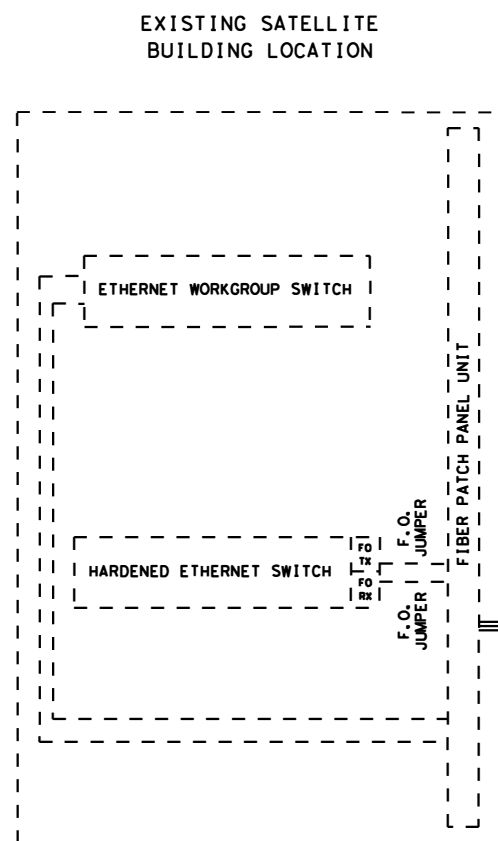 EXISTING SATELLITE
BUILDING LOCATION
ETHERNET WORKGROUP SWITCH
FIBER PATCH PANEL UNIT
F.O.
JUMPER
HARDENED ETHERNET SWITCH
FO
TX
FO
RX
F.O.
JUMPER